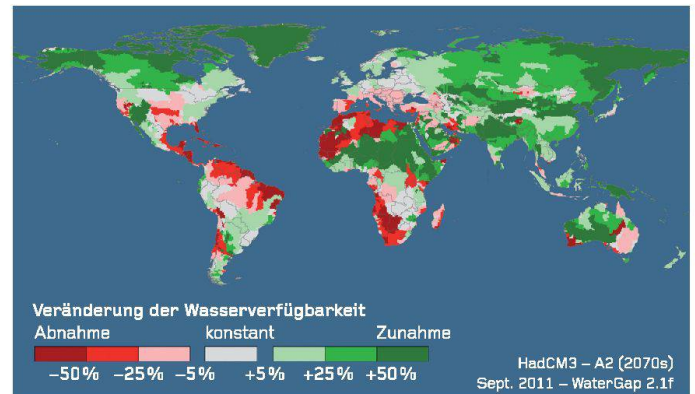 Veränderung der Wasserverfügbarkeit
Abnahme konstant Zunahme
–50% –25% –5% +5% +25% +50%
HadCM3 – A2 (2070s)
Sept. 2011 – WaterGap 2.1f